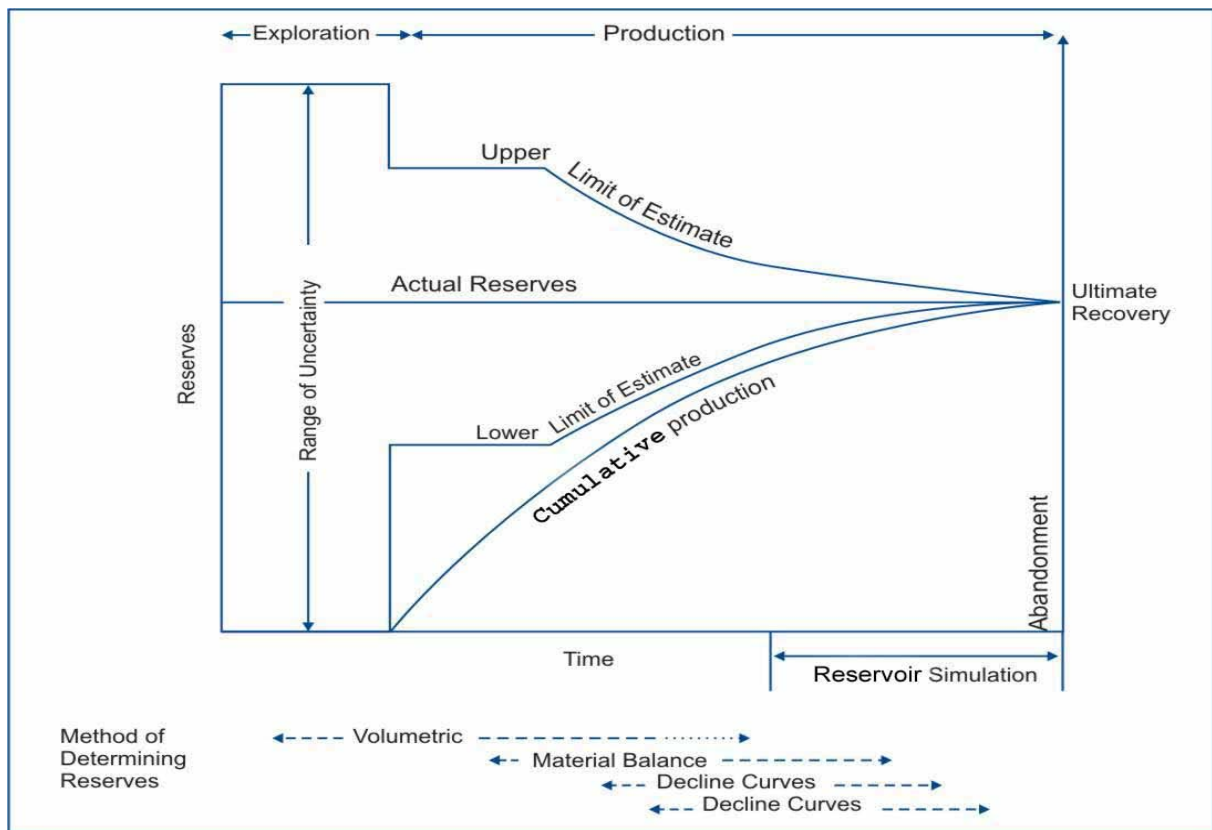 Exploration
Production
Upper
Limit of Estimate
Actual Reserves
Ultimate
Recovery
Reserves
Range of Uncertainty
Lower
Limit of Estimate
Cumulative production
Abandonment
Time
Reservoir Simulation
Method of
Determining
Reserves
Volumetric
Material Balance
Decline Curves
Decline Curves